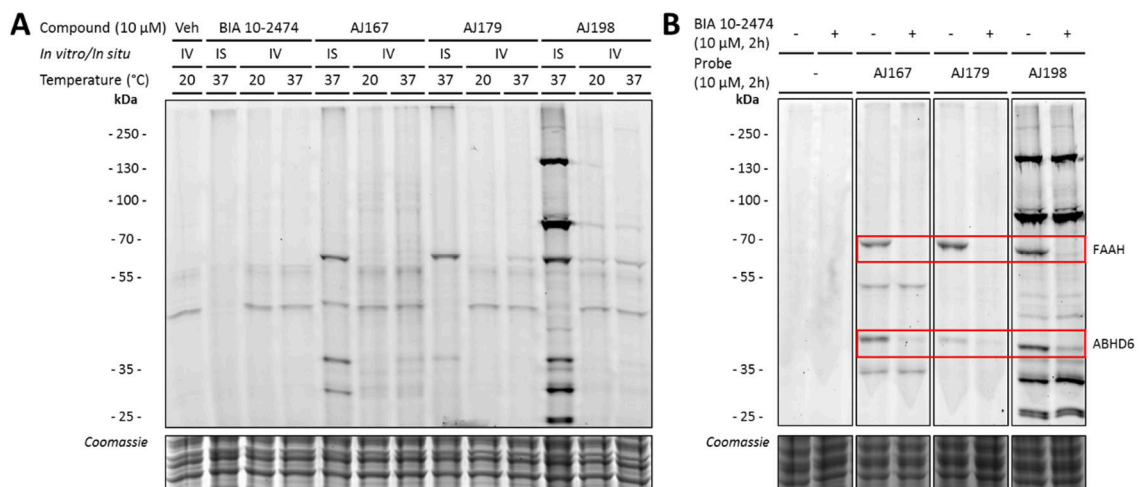 A
Compound (10 µM) Veh BIA 10-2474 AJ167 AJ179 AJ198
In vitro/In situ IV IS IV IS IV IS IV IS IV
Temperature (°C) 20 37 20 37 37 20 37 37 20 37 37 20 37
kDa
- 250 -
- 130 -
- 100 -
- 70 -
- 55 -
- 35 -
- 25 -
Coomassie
B
BIA 10-2474
(10 µM, 2h) - + - + - + - +
Probe
(10 µM, 2h) - AJ167 AJ179 AJ198
kDa
- 250 -
- 130 -
- 100 -
- 70 -
FAAH
- 55 -
ABHD6
- 35 -
- 25 -
Coomassie